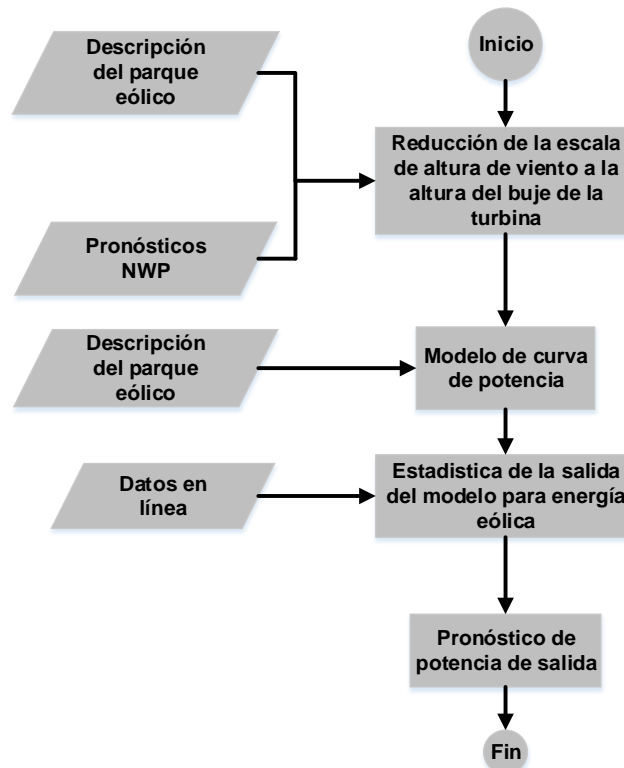 Descripción
del parque
eólico
Inicio
Reducción de la escala
de altura de viento a la
altura del buje de la
turbina
Pronósticos
NWP
Descripción
del parque
eólico
Modelo de curva
de potencia
Datos en
línea
Estadistica de la salida
del modelo para energía
eólica
Pronóstico de
potencia de salida
Fin